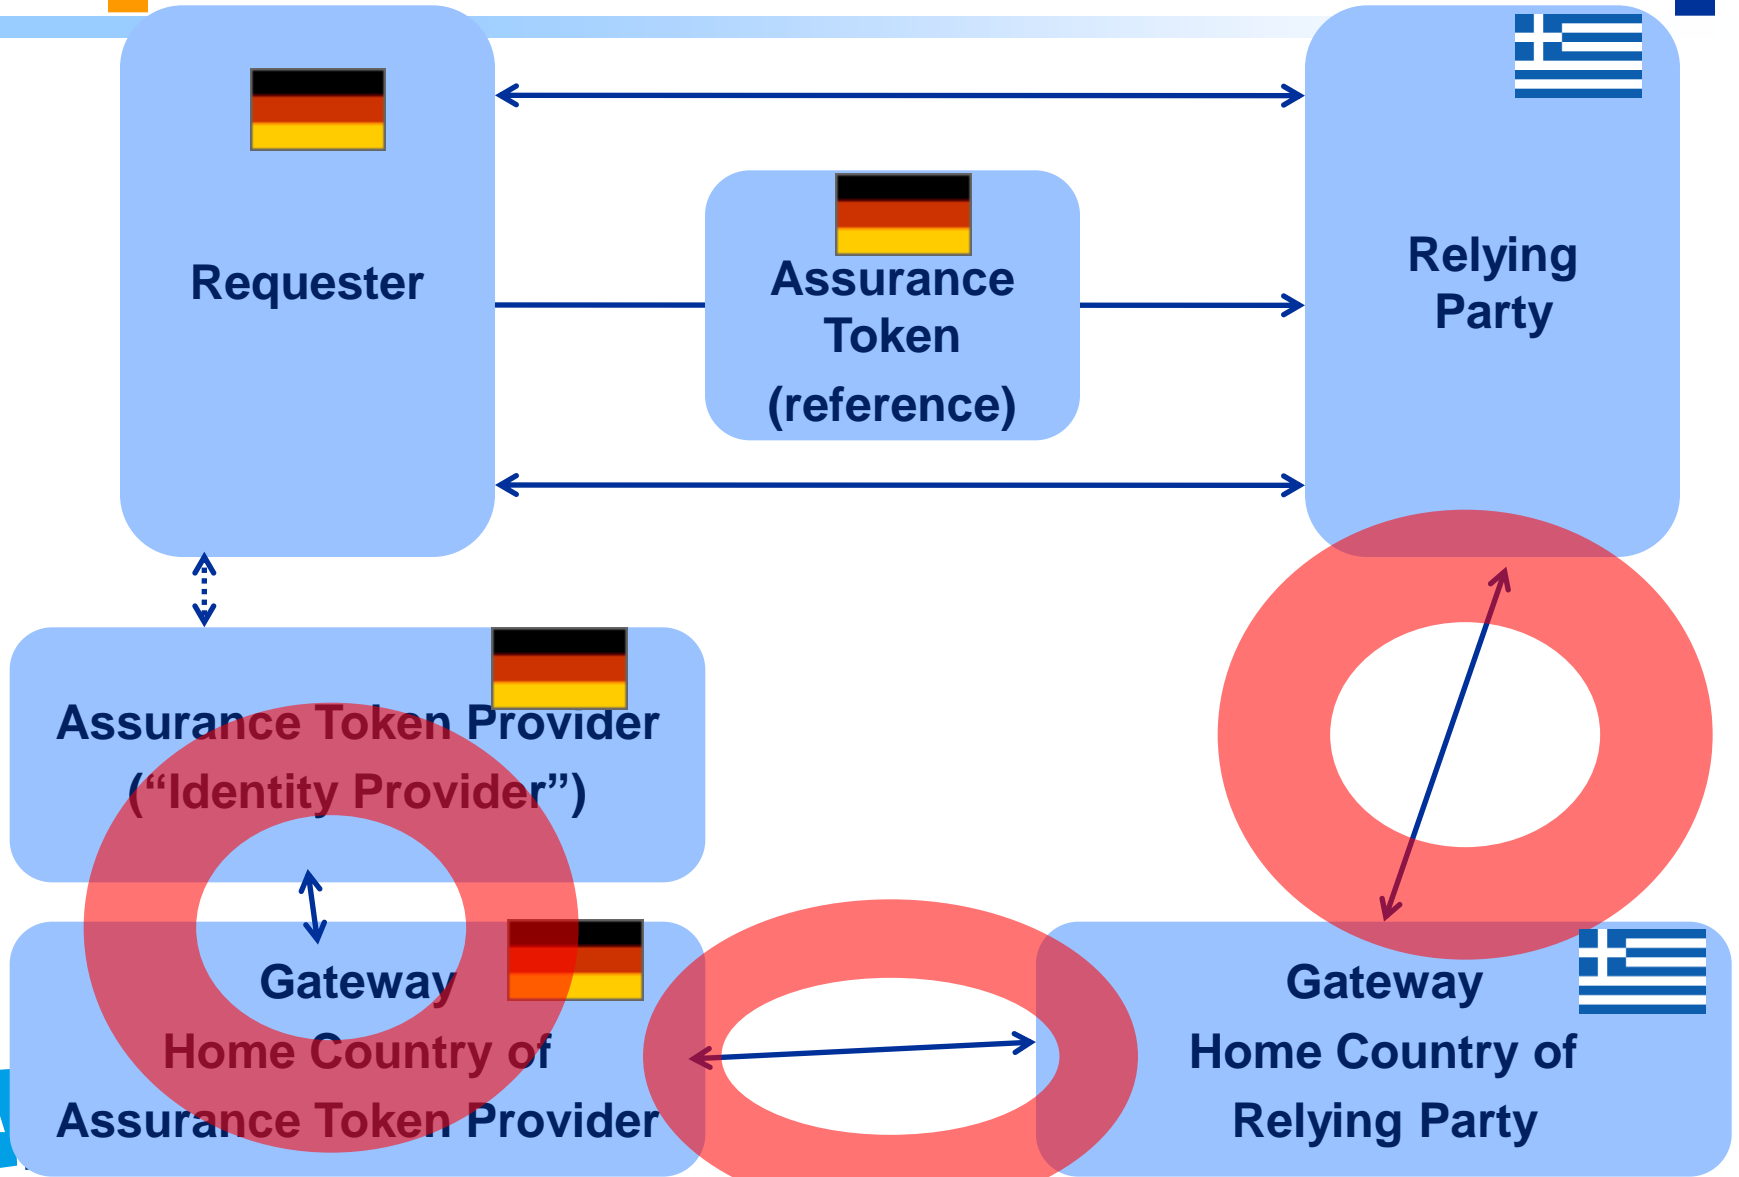 Requester
Assurance
Token
(reference)
Relying
Party
Assurance Token Provider
(“Identity Provider”)
Gateway
Home Country of
Assurance Token Provider
Gateway
Home Country of
Relying Party